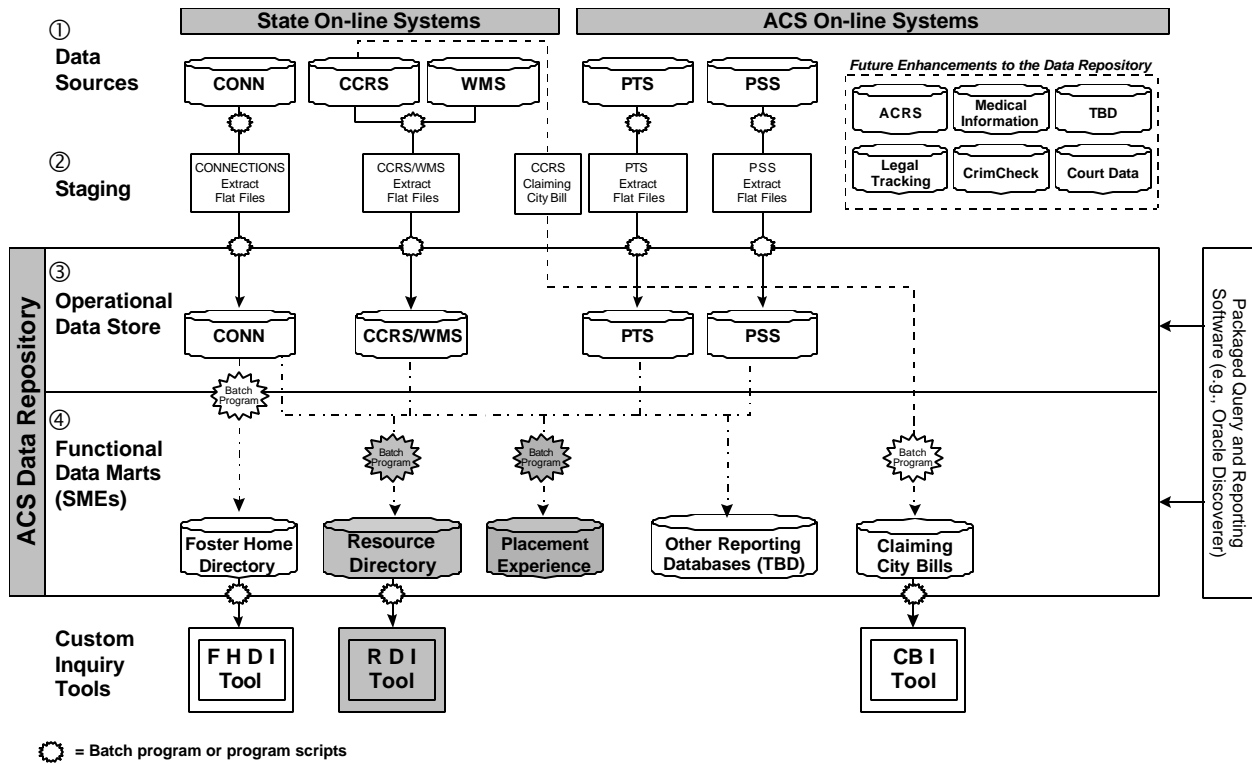 State On-line Systems
ACS On-line Systems
①
Data
Sources
CONN
CCRS
WMS
PTS
PSS
Future Enhancements to the Data Repository
ACRS
Medical
Information
TBD
Legal
Tracking
CrimCheck
Court Data
②
Staging
CONNECTIONS
Extract
Flat Files
CCRS/WMS
Extract
Flat Files
CCRS
Claiming
City Bill
PTS
Extract
Flat Files
PSS
Extract
Flat Files
ACS Data Repository
③
Operational
Data Store
CONN
CCRS/WMS
PTS
PSS
Packaged Query and Reporting
Software (e.g., Oracle Discoverer)
Batch
Program
④
Functional
Data Marts
(SMEs)
Batch
Program
Batch
Program
Batch
Program
Foster Home
Directory
Resource
Directory
Placement
Experience
Other Reporting
Databases (TBD)
Claiming
City Bills
Custom
Inquiry
Tools
F H D I
Tool
R D I
Tool
CB I
Tool
= Batch program or program scripts